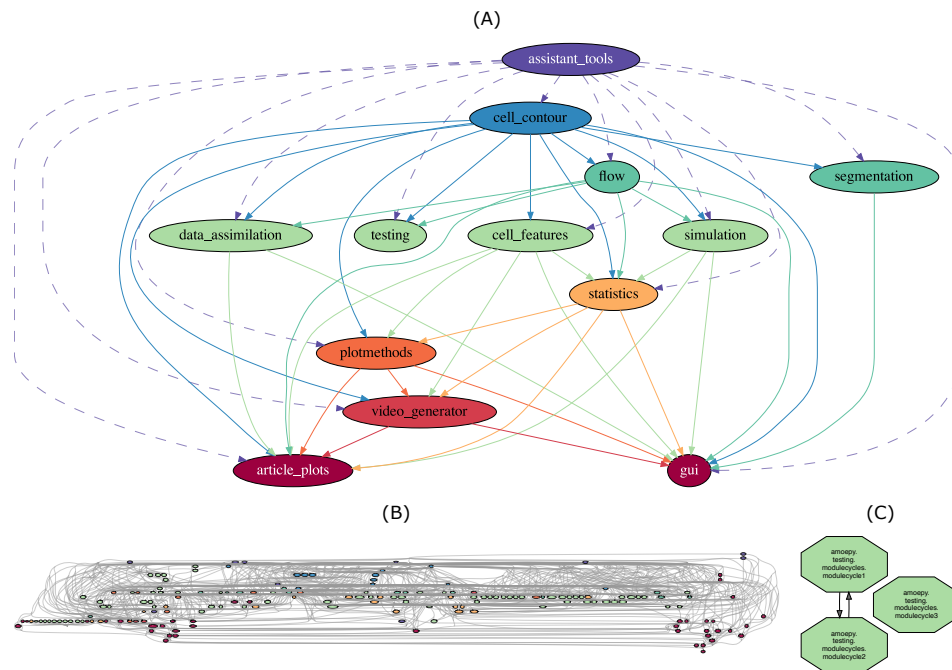 (A)
assistant_tools
cell_contour
flow
segmentation
data_assimilation
testing
cell_features
simulation
statistics
plotmethods
video_generator
article_plots
gui
(B)
(C)
amoepy.
testing.
modulecycles.
modulecycle1
amoepy.
testing.
modulecycles.
modulecycle3
amoepy.
testing.
modulecycles.
modulecycle2